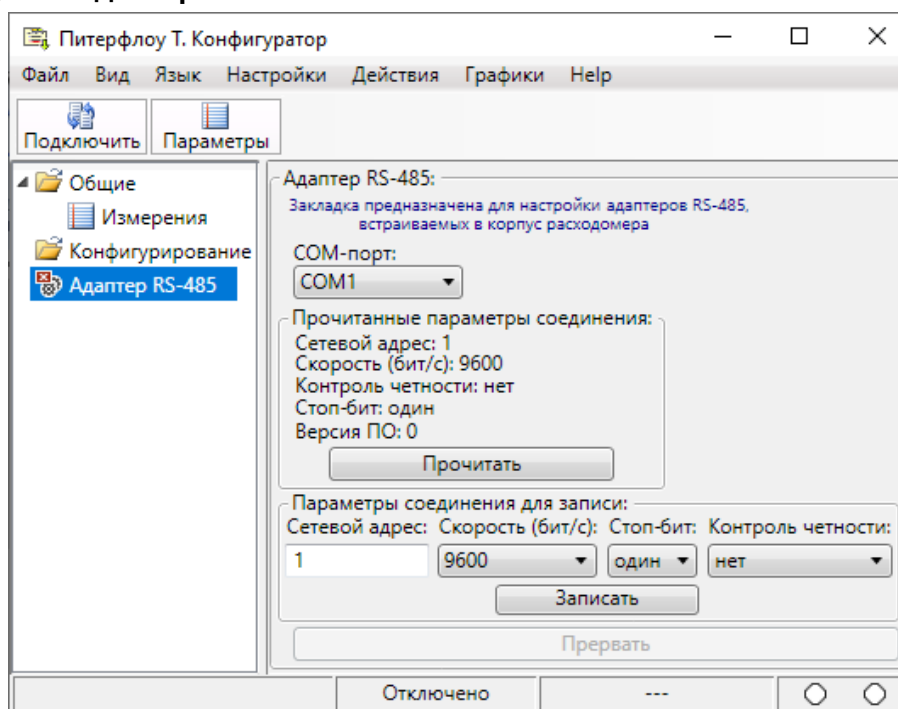 Питерфлоу Т. Конфигуратор
Файл Вид Язык Настройки Действия Графики Help
Подключить Параметры
Общие
Измерения
Конфигурирование
Адаптер RS-485
Адаптер RS-485:
Закладка предназначена для настройки адаптеров RS-485,
встраиваемых в корпус расходомера
COM-порт:
COM1
Прочитанные параметры соединения:
Сетевой адрес: 1
Скорость (бит/с): 9600
Контроль четности: нет
Стоп-бит: один
Версия ПО: 0
Прочитать
Параметры соединения для записи:
Сетевой адрес: Скорость (бит/с): Стоп-бит: Контроль четности:
1 9600 один нет
Записать
Прервать
Отключено ---